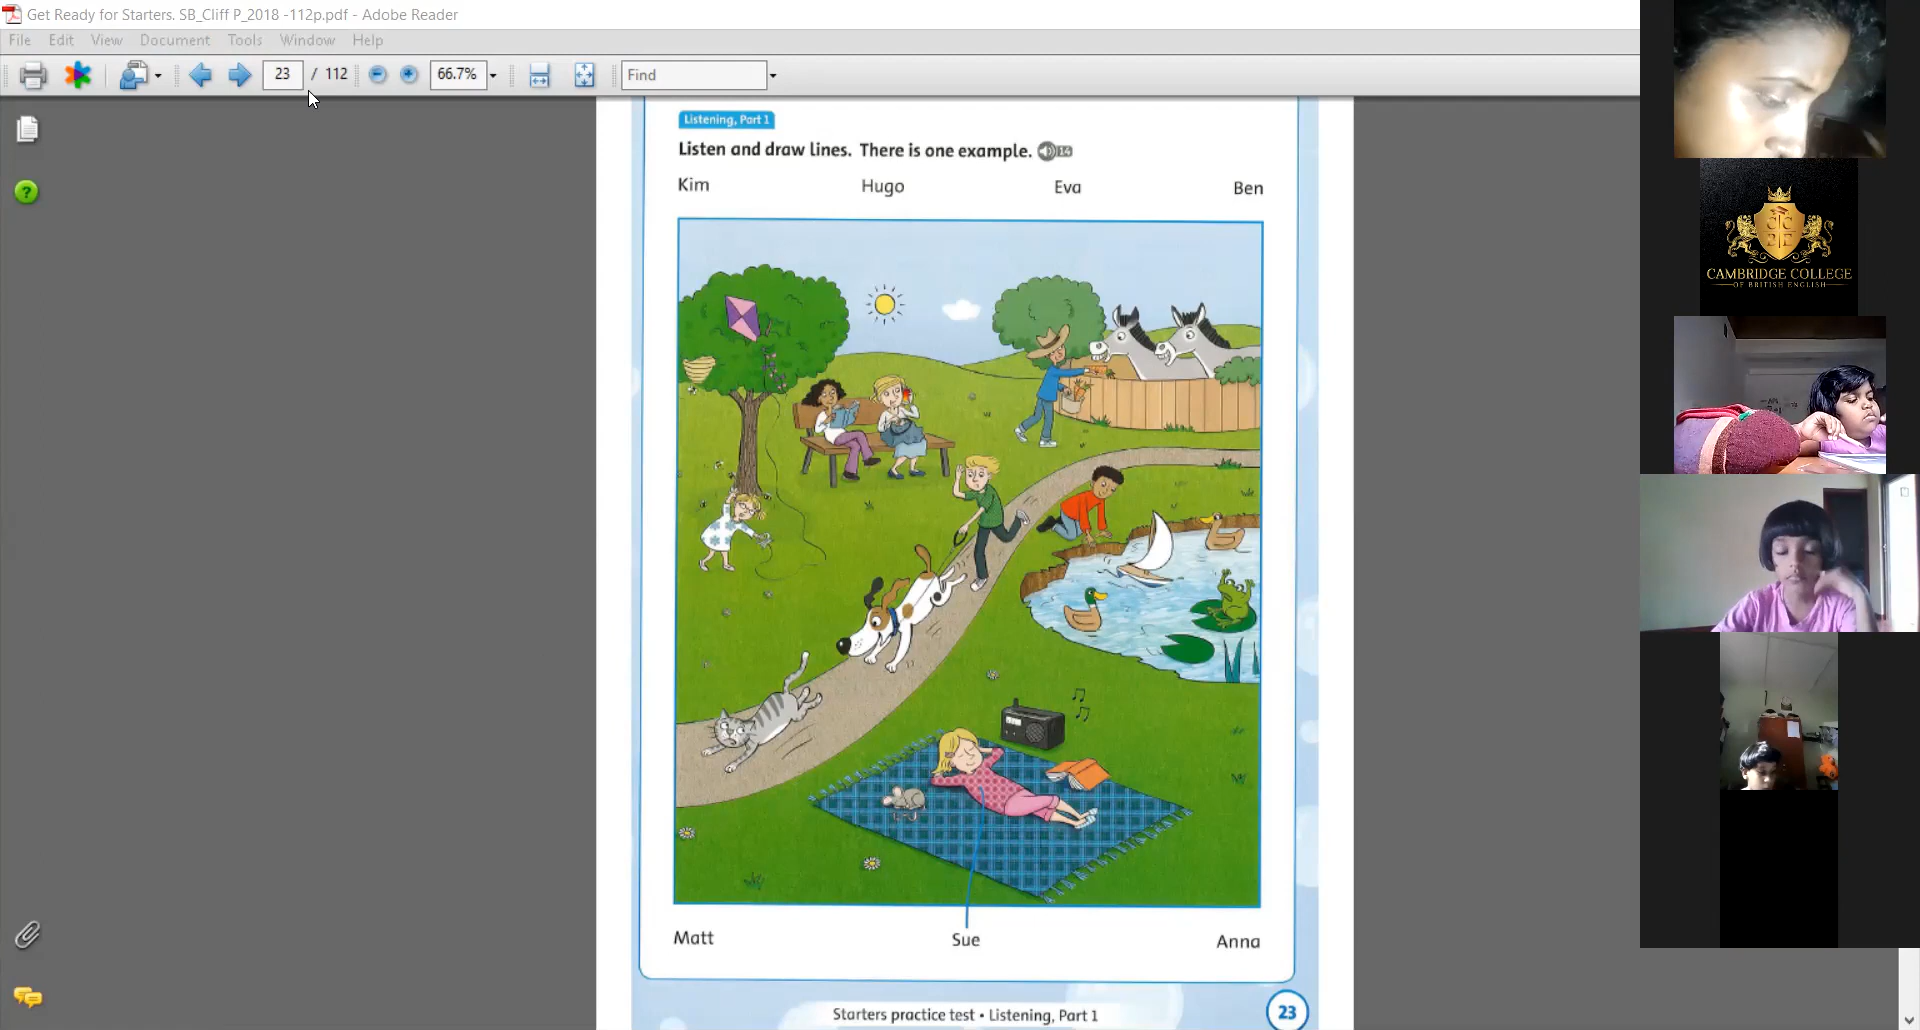 Get Ready for Starters. SB_Cliff P_2018 -112p.pdf - Adobe Reader
File Edit View Document Tools Window Help
23 / 112 66.7% Find
Listening, Part 1
Listen and draw lines. There is one example. 14
Kim Hugo Eva Ben
Matt Sue Anna
Starters practice test • Listening, Part 1
23
CAMBRIDGE COLLEGE
OF BRITISH ENGLISH